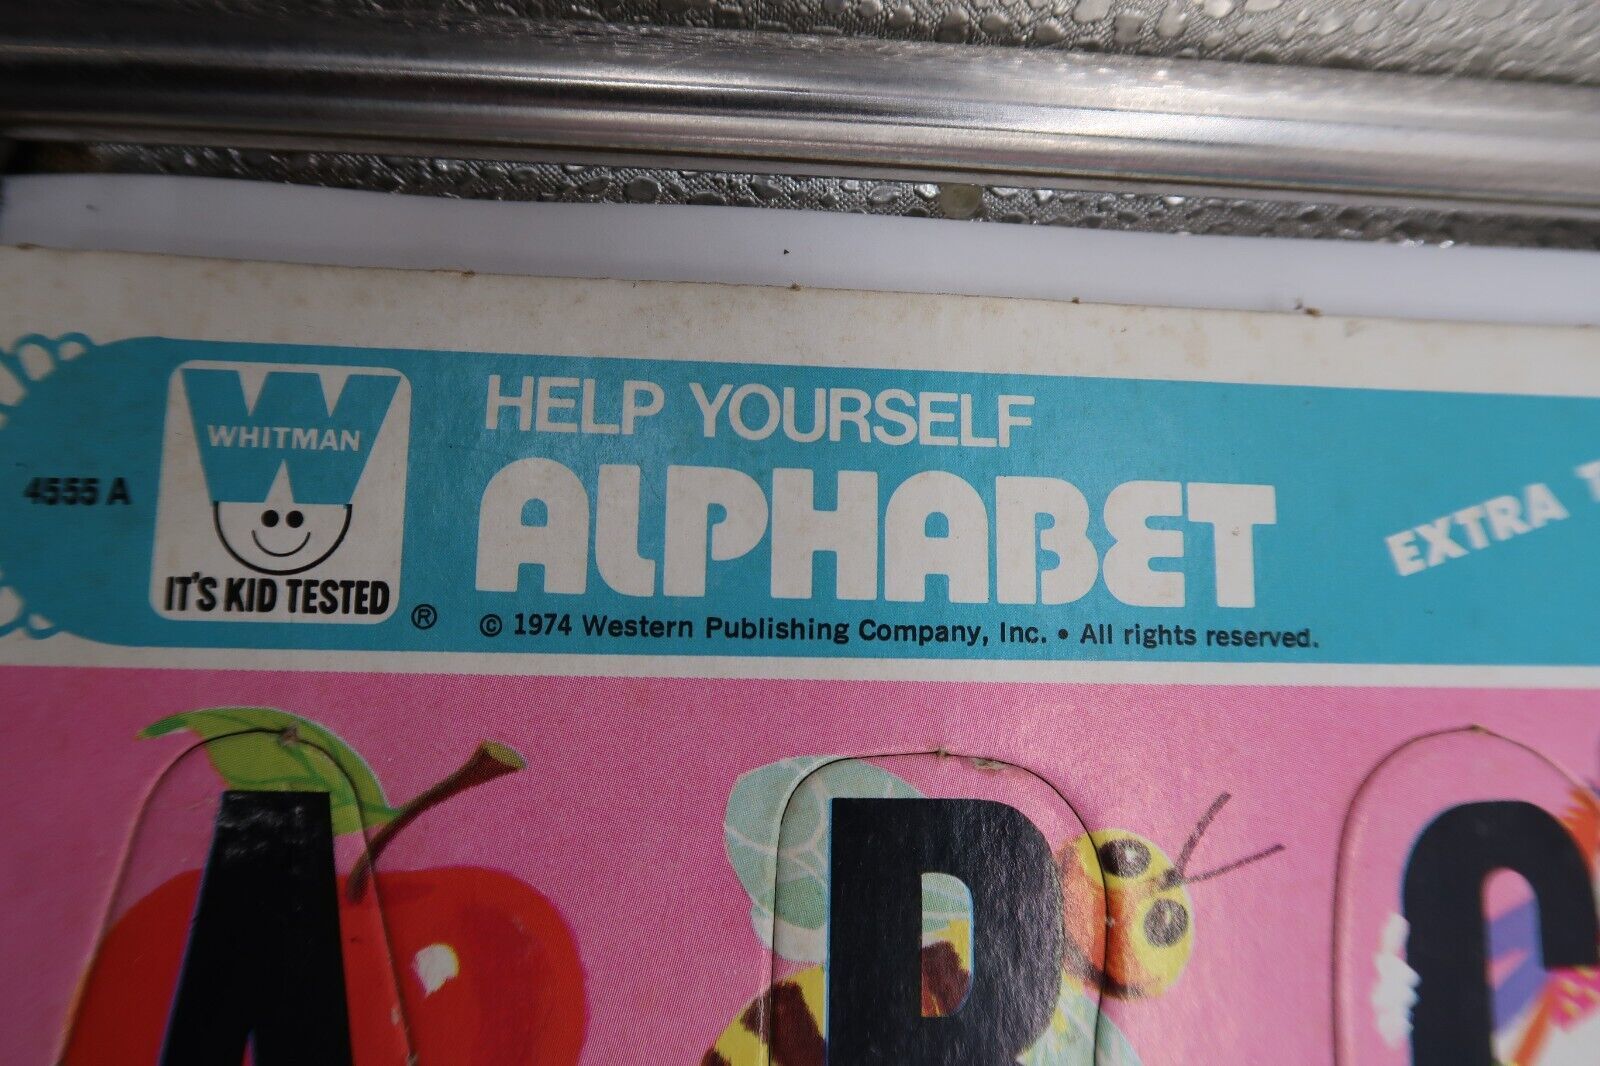 HELP YOURSELF
WHITMAN
4555 A
ALPHABET
EXTRA
IT'S KID TESTED
®
© 1974 Western Publishing Company, Inc. • All rights reserved.
A B C